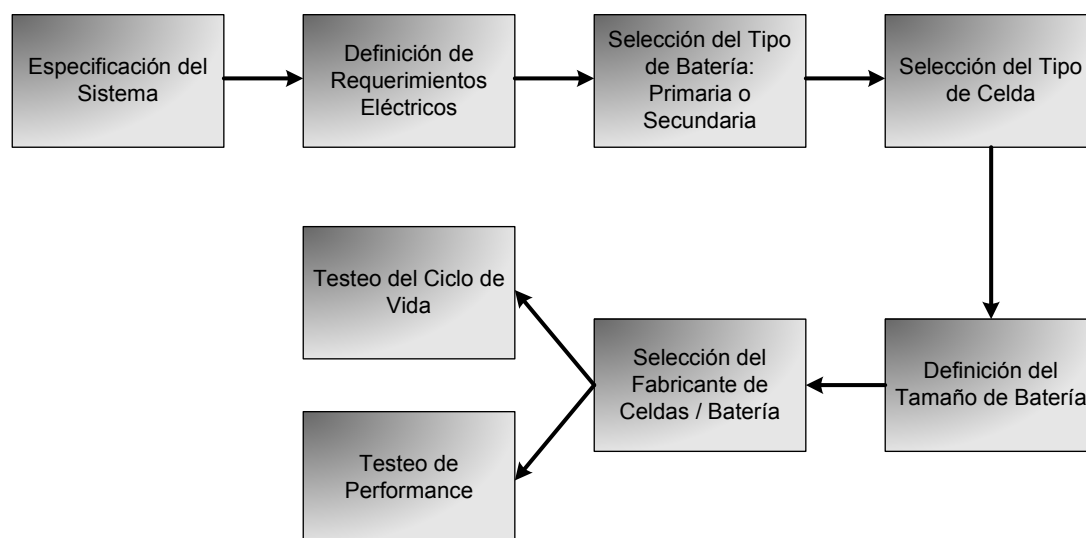 Especificación del
Sistema
Definición de
Requerimientos
Eléctricos
Selección del Tipo
de Batería:
Primaria o
Secundaria
Selección del Tipo
de Celda
Definición del
Tamaño de Batería
Selección del
Fabricante de
Celdas / Batería
Testeo del Ciclo de
Vida
Testeo de
Performance